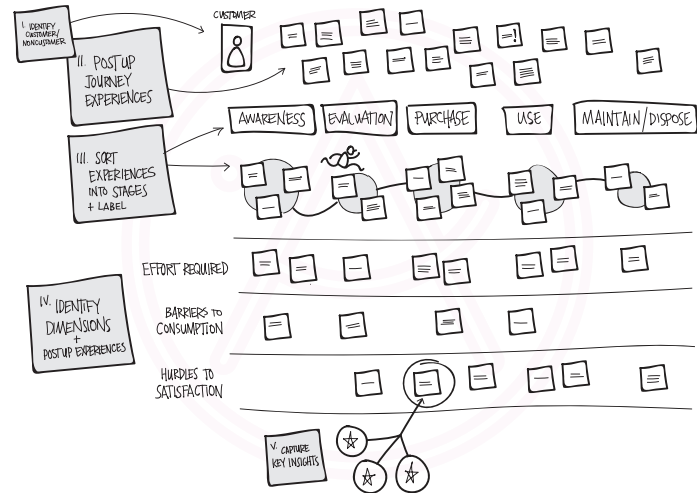 I. IDENTIFY
CUSTOMER/
NONCUSTOMER
CUSTOMER
II. POST UP
JOURNEY
EXPERIENCES
!
III. SORT
EXPERIENCES
INTO STAGES
+ LABEL
AWARENESS
EVALUATION
PURCHASE
USE
MAINTAIN/DISPOSE
IV. IDENTIFY
DIMENSIONS
+
POST UP EXPERIENCES
EFFORT REQUIRED
BARRIERS TO
CONSUMPTION
HURDLES TO
SATISFACTION
V. CAPTURE
KEY INSIGHTS